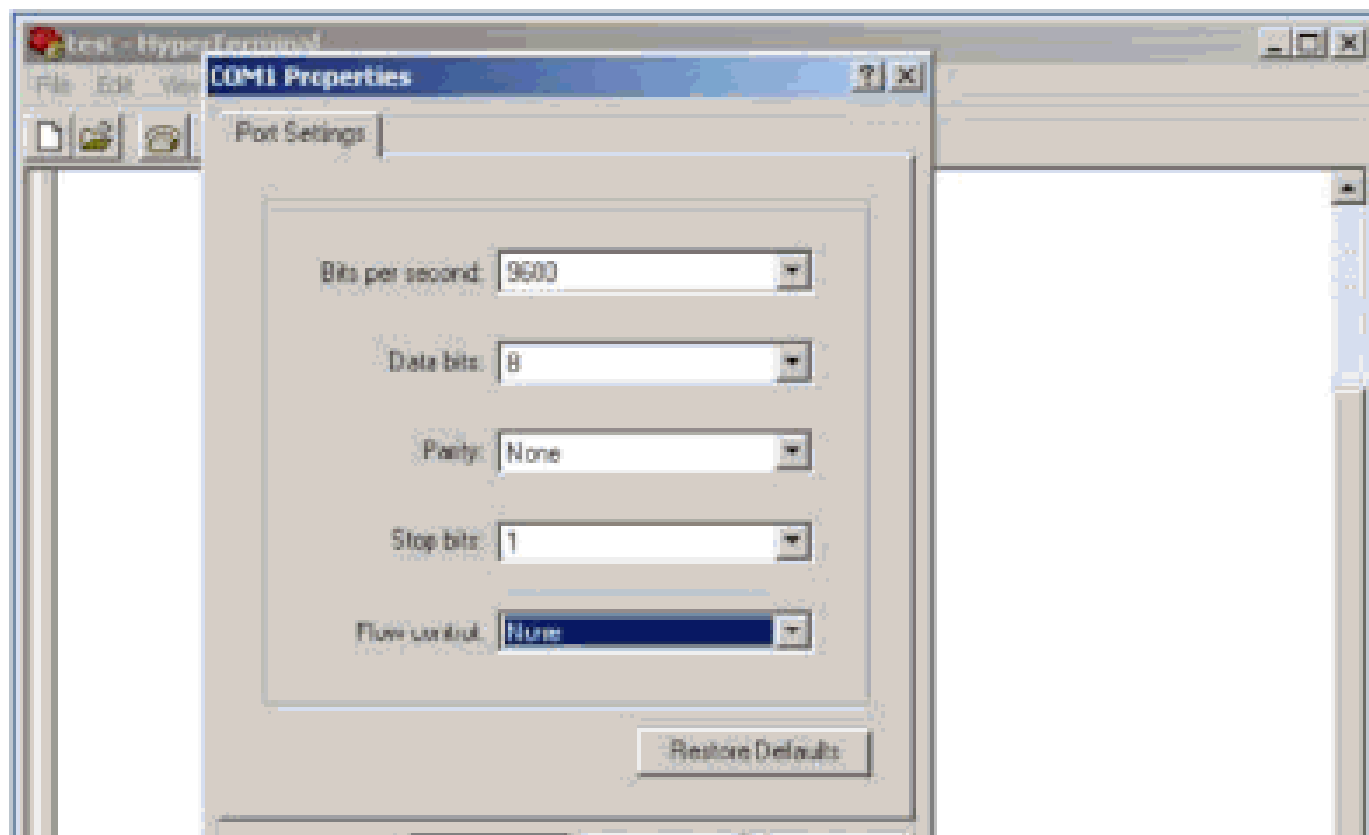 test - HyperTerminal
File Edit View
COM1 Properties
Port Settings
Bits per second: 9600
Data bits: 8
Parity: None
Stop bits: 1
Flow control: None
Restore Defaults